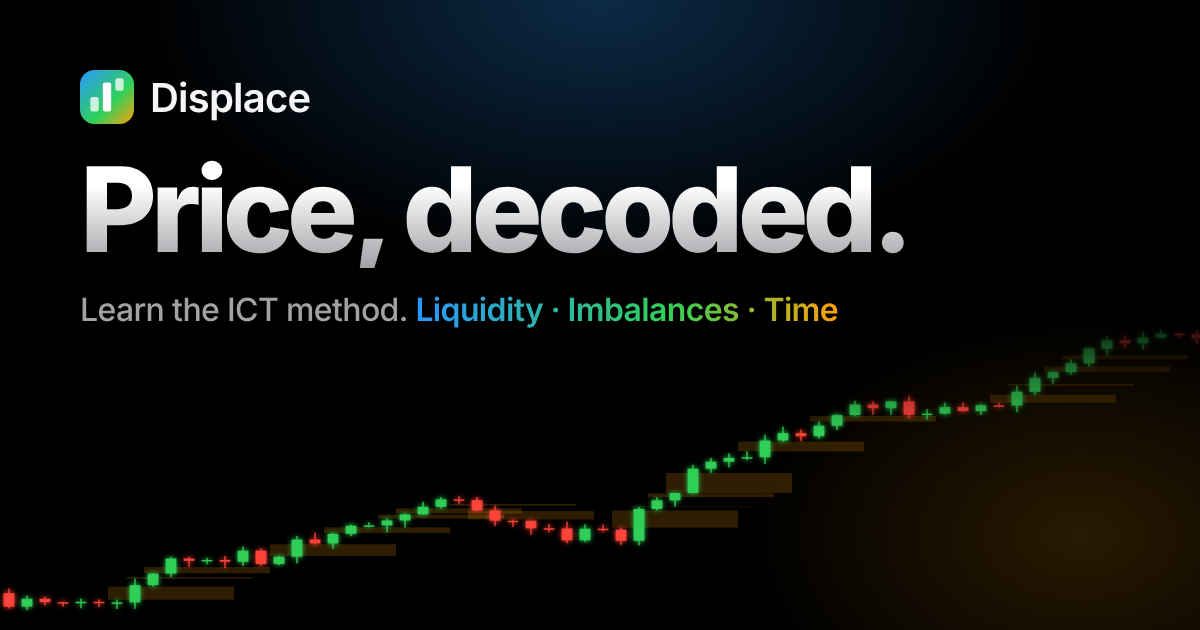 Displace
Price, decoded.
Learn the ICT method. Liquidity · Imbalances · Time